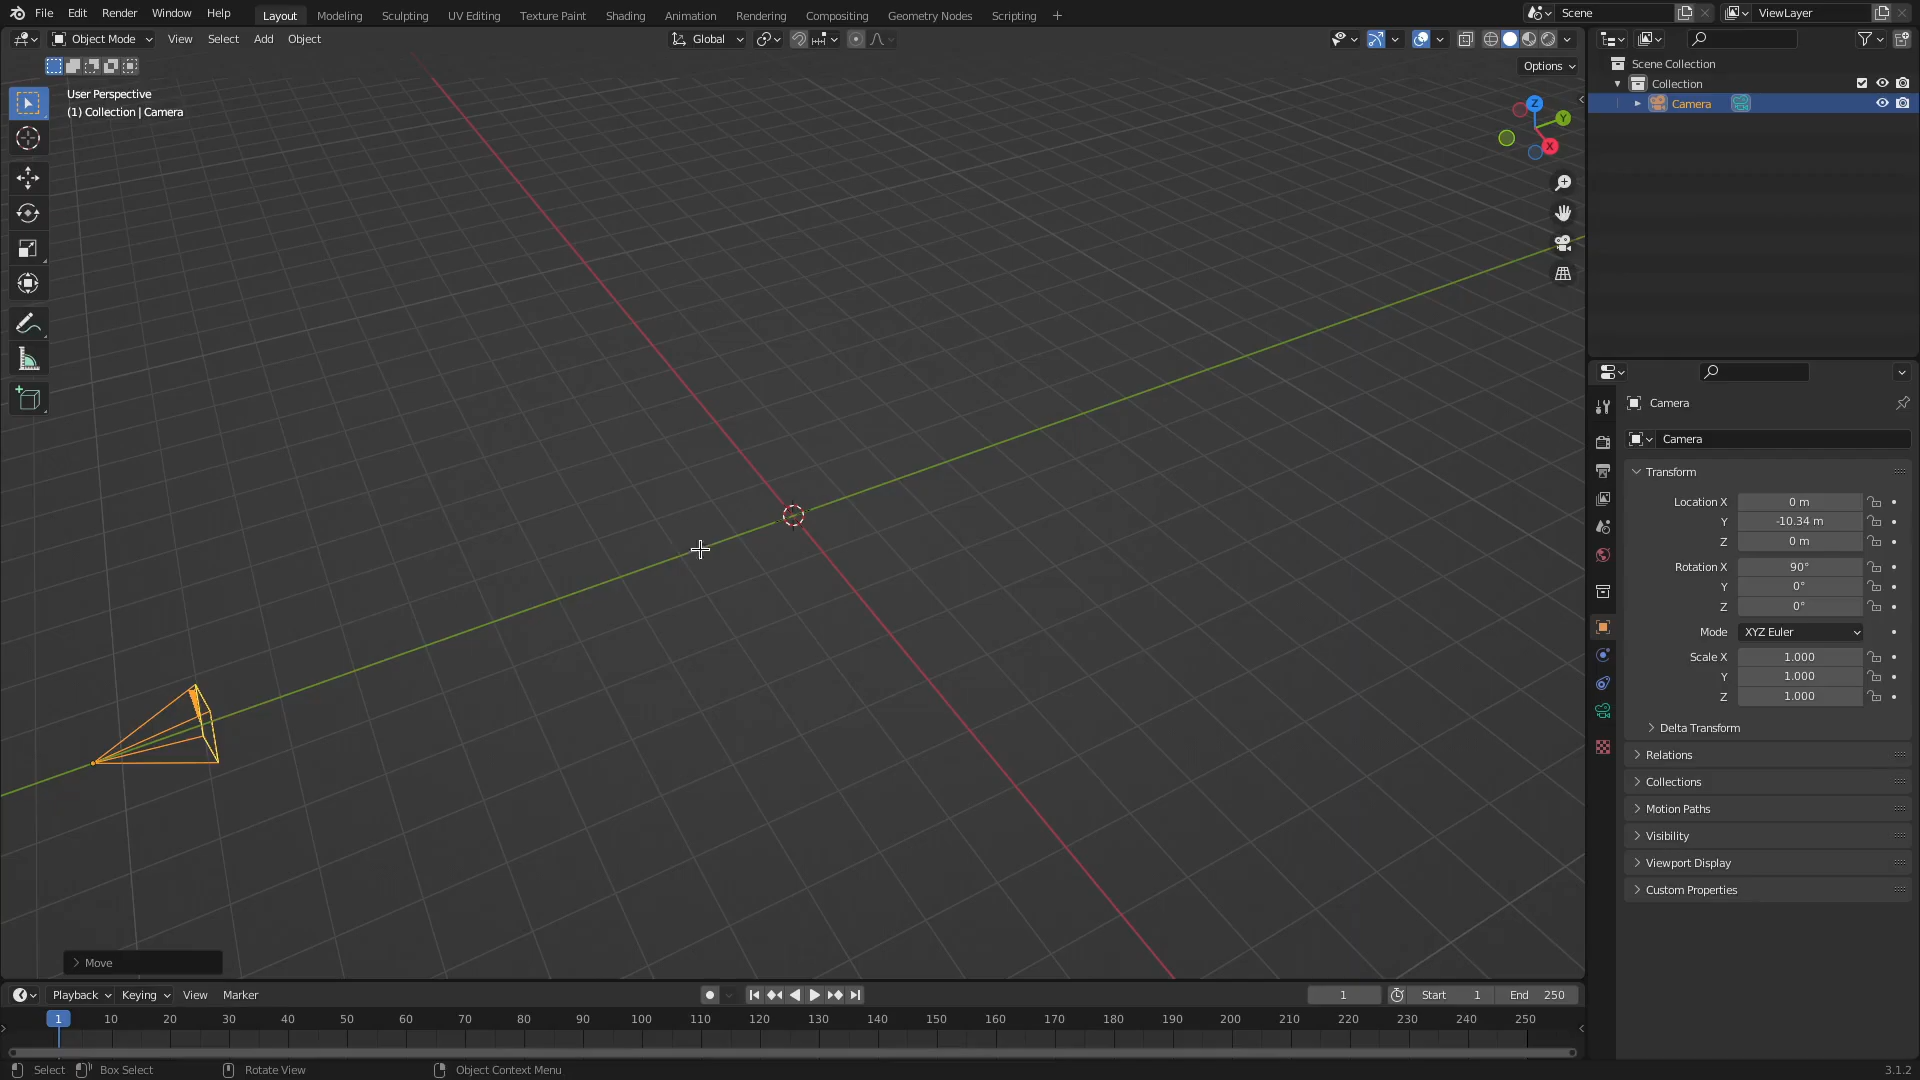 File Edit Render Window Help Layout Modeling Sculpting UV Editing Texture Paint Shading Animation Rendering Compositing Geometry Nodes Scripting + Scene ViewLayer
Object Mode View Select Add Object Global
Options
User Perspective
(1) Collection | Camera
Scene Collection
Collection
Camera
Z
Y
X
Camera
Camera
Transform
Location X 0 m
Y -10.34 m
Z 0 m
Rotation X 90°
Y 0°
Z 0°
Mode XYZ Euler
Scale X 1.000
Y 1.000
Z 1.000
Delta Transform
Relations
Collections
Motion Paths
Visibility
Viewport Display
Custom Properties
Move
Playback Keying View Marker 1 Start 1 End 250
1 10 20 30 40 50 60 70 80 90 100 110 120 130 140 150 160 170 180 190 200 210 220 230 240 250
Select Box Select Rotate View Object Context Menu 3.1.2